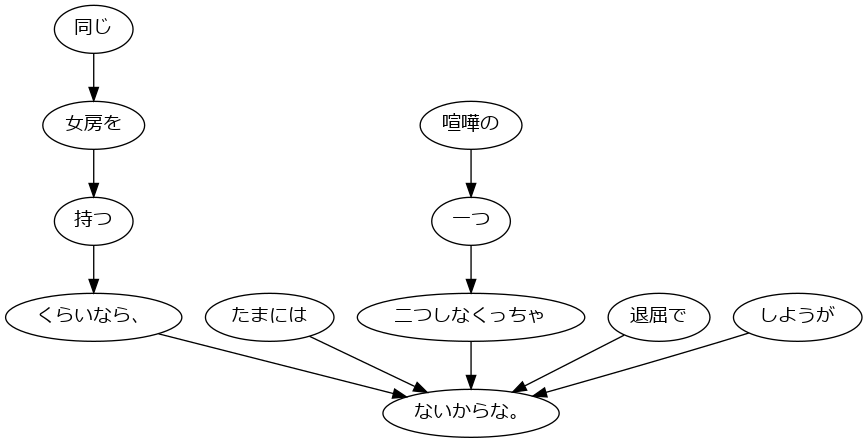 同じ
女房を
喧嘩の
持つ
一つ
くらいなら、
たまには
二つしなくっちゃ
退屈で
しようが
ないからな。